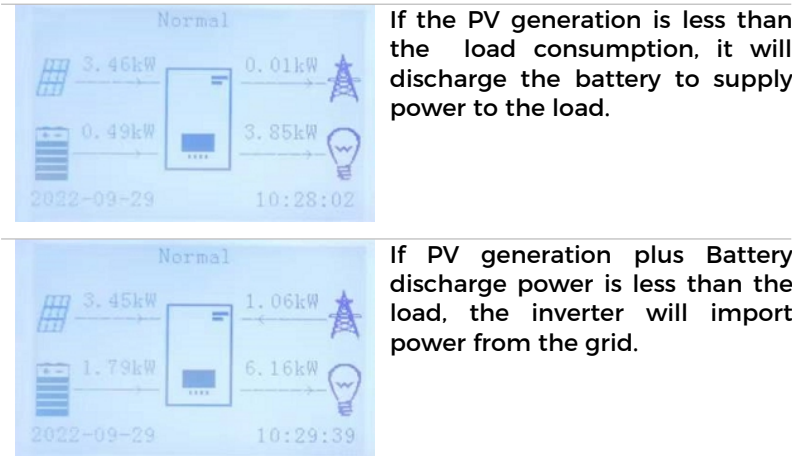 Normal
3.46kW
0.01kW
0.49kW
3.85kW
2022-09-29
10:28:02
If the PV generation is less than
the load consumption, it will
discharge the battery to supply
power to the load.
Normal
3.45kW
1.06kW
1.79kW
6.16kW
2022-09-29
10:29:39
If PV generation plus Battery
discharge power is less than the
load, the inverter will import
power from the grid.